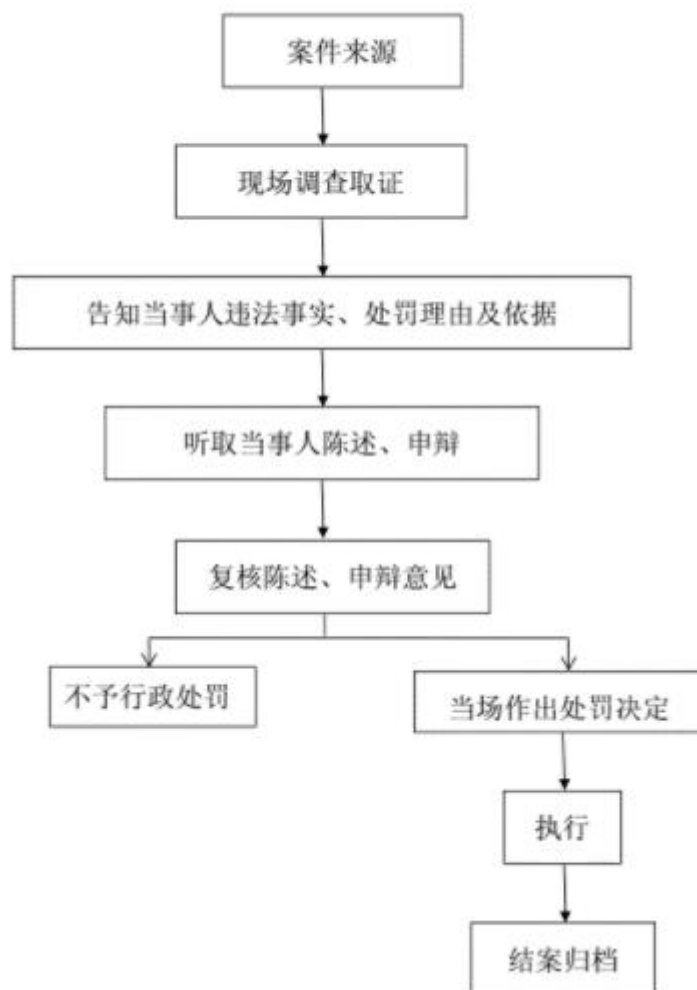 案件来源
现场调查取证
告知当事人违法事实、处罚理由及依据
听取当事人陈述、申辩
复核陈述、申辩意见
不予行政处罚
当场作出处罚决定
执行
结案归档